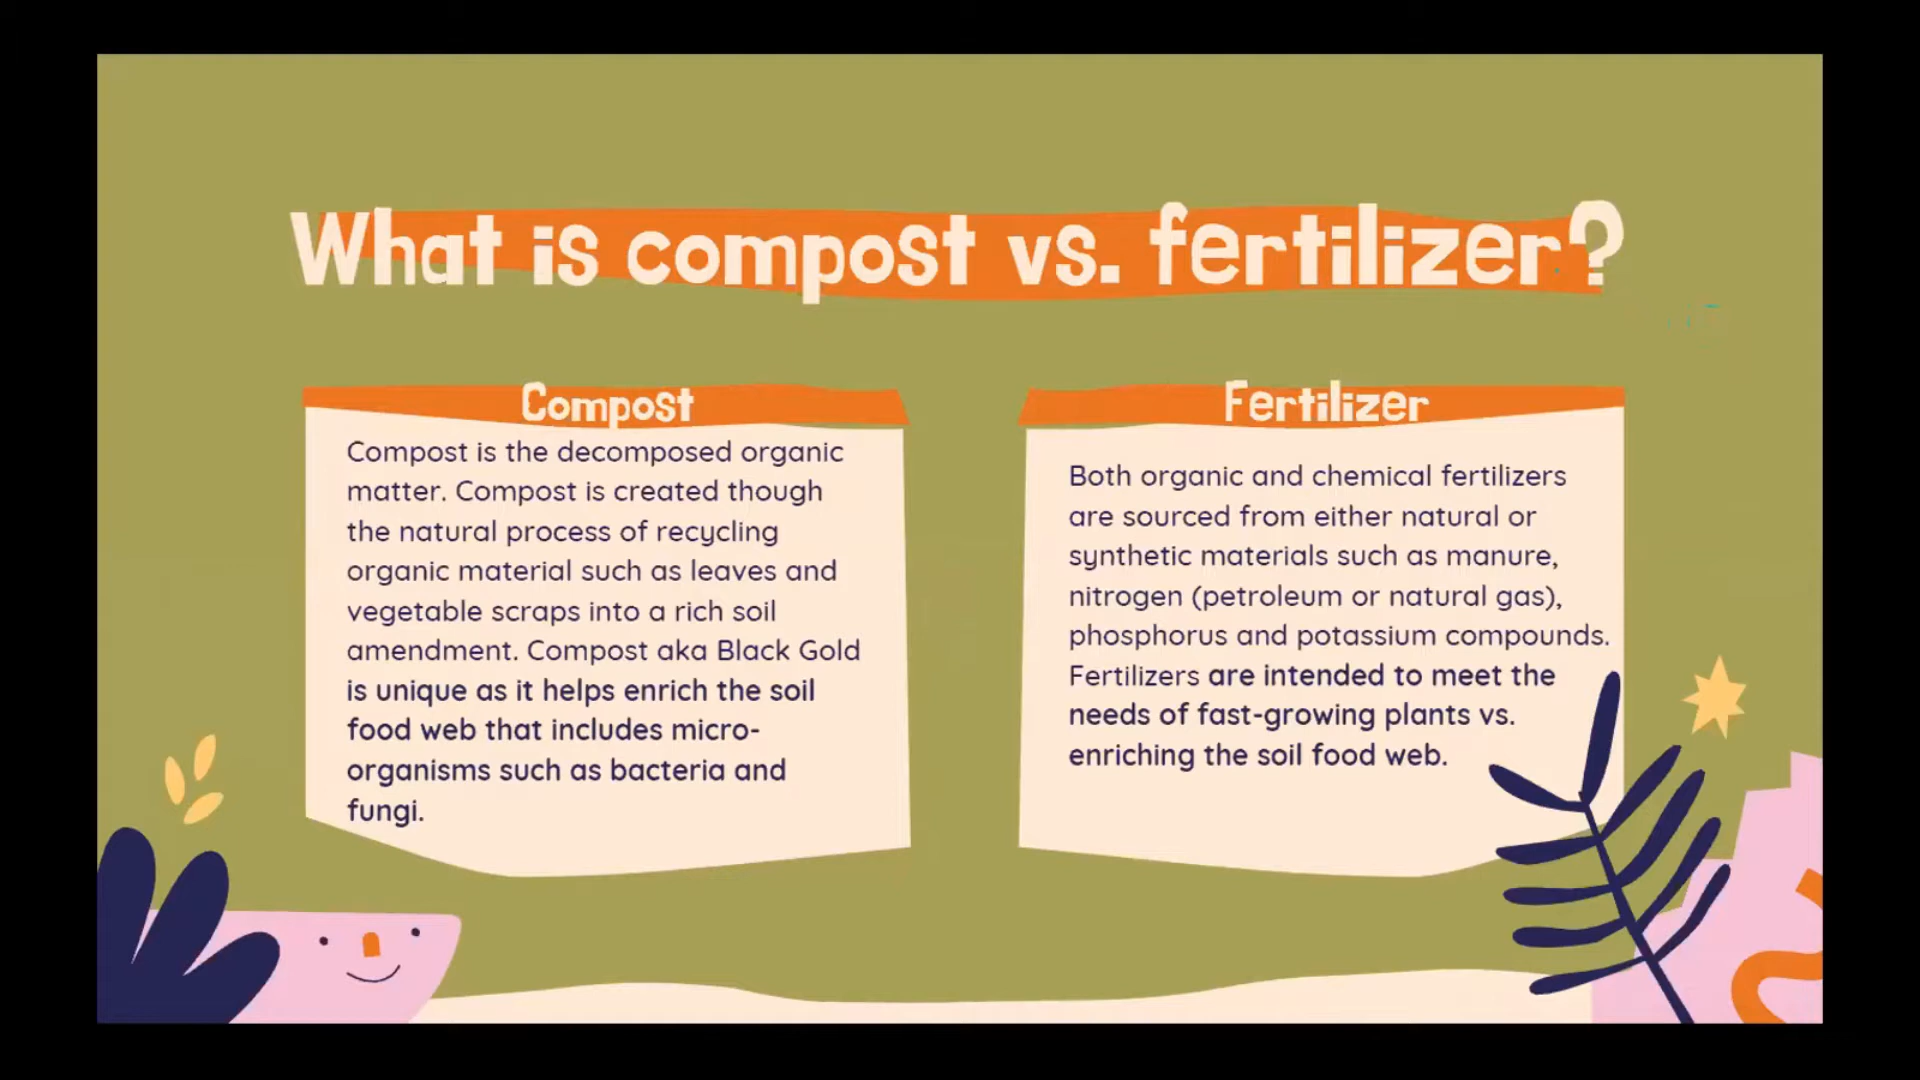 What is compost vs. fertilizer?
Compost
Compost is the decomposed organic
matter. Compost is created though
the natural process of recycling
organic material such as leaves and
vegetable scraps into a rich soil
amendment. Compost aka Black Gold
is unique as it helps enrich the soil
food web that includes micro-
organisms such as bacteria and
fungi.
Fertilizer
Both organic and chemical fertilizers
are sourced from either natural or
synthetic materials such as manure,
nitrogen (petroleum or natural gas),
phosphorus and potassium compounds.
Fertilizers are intended to meet the
needs of fast-growing plants vs.
enriching the soil food web.